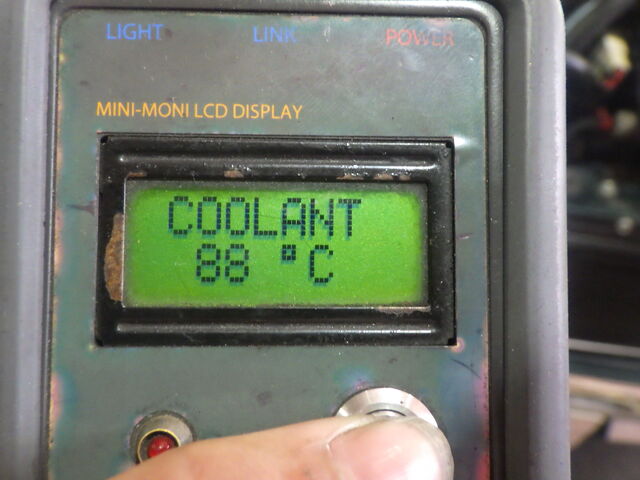 LIGHT LINK POWER
MINI-MONI LCD DISPLAY
COOLANT
88 °C